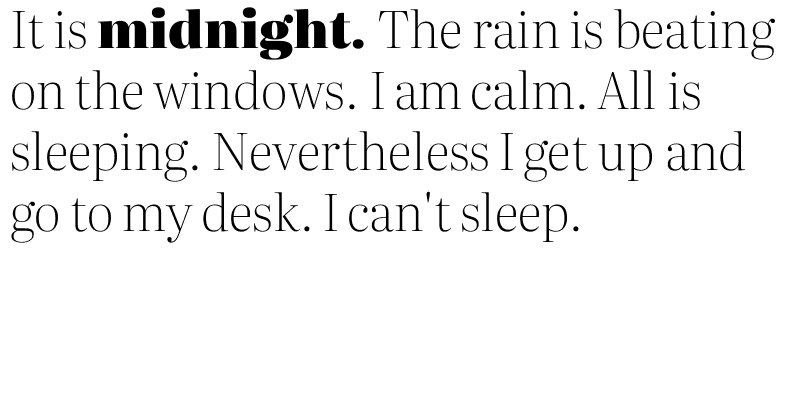 It is midnight. The rain is beating
on the windows. I am calm. All is
sleeping. Nevertheless I get up and
go to my desk. I can't sleep.